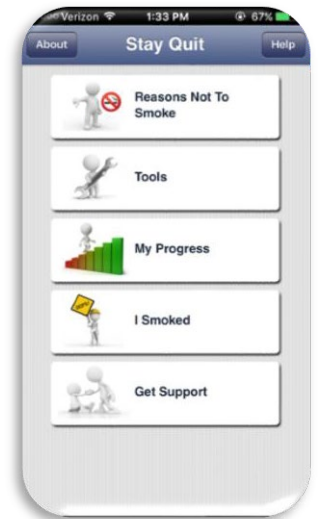 Verizon 1:33 PM 67%
About Stay Quit Help
Reasons Not To
Smoke
Tools
My Progress
I Smoked
Get Support